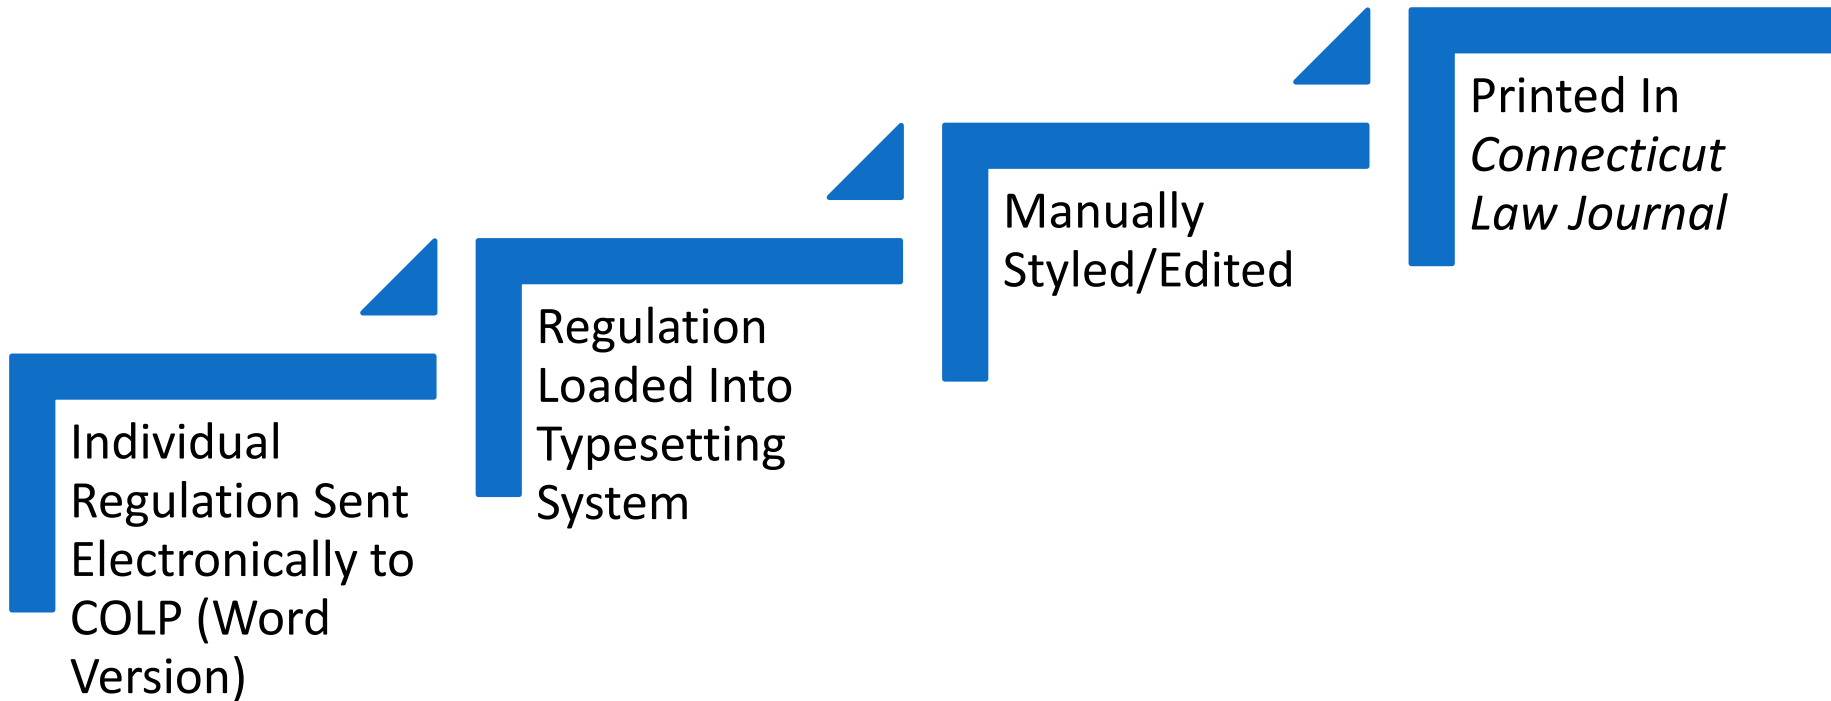 Individual
Regulation Sent
Electronically to
COLP (Word
Version)
Regulation
Loaded Into
Typesetting
System
Manually
Styled/Edited
Printed In
Connecticut
Law Journal